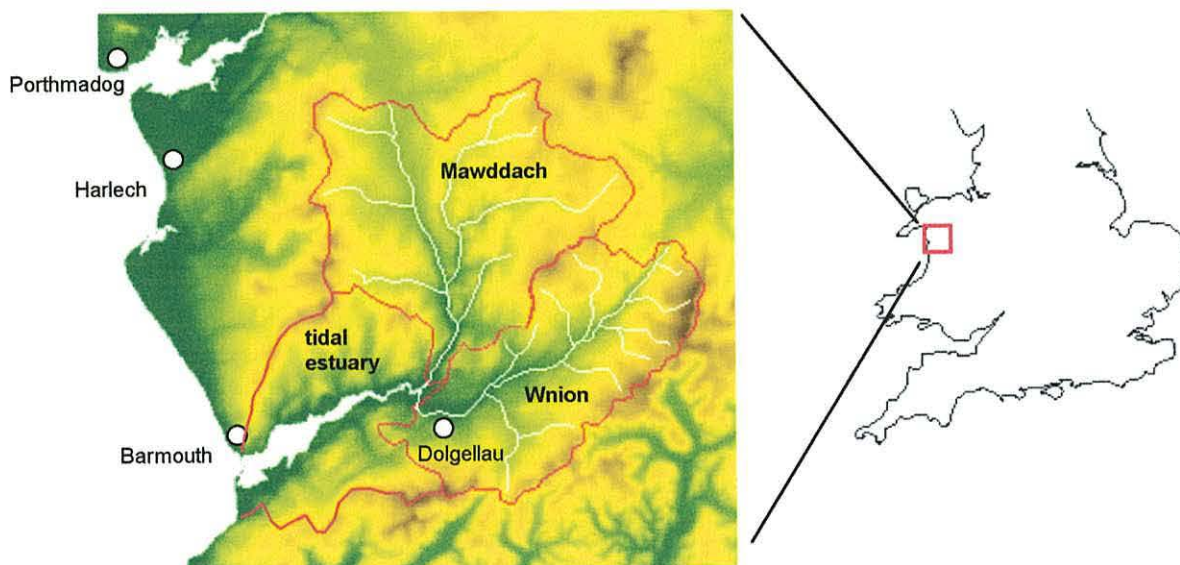 Porthmadog
Harlech
Mawddach
tidal
estuary
Wnion
Barmouth
Dolgellau